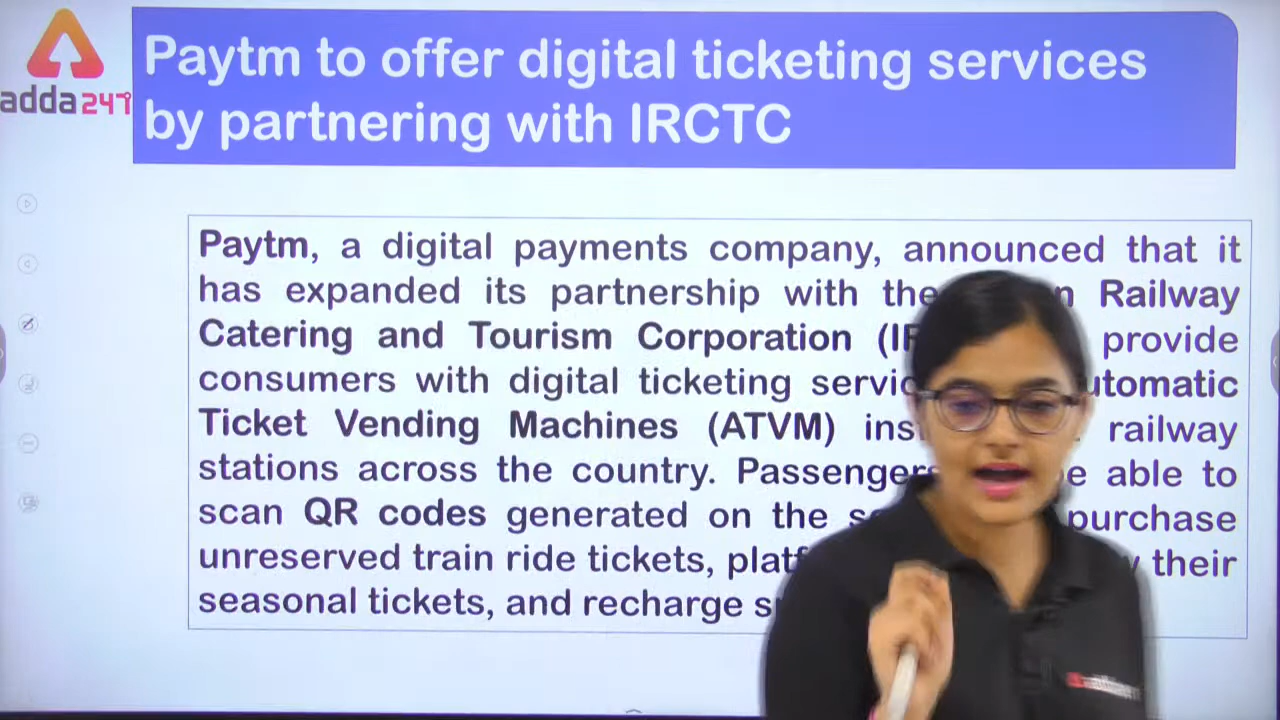 adda247
Paytm to offer digital ticketing services
by partnering with IRCTC
Paytm, a digital payments company, announced that it
has expanded its partnership with the Railway
Catering and Tourism Corporation provide
consumers with digital ticketing
Ticket Vending Machines (ATVM) railway
stations across the country. able to
scan QR codes generated on the purchase
unreserved train ride tickets, their
seasonal tickets, and recharge